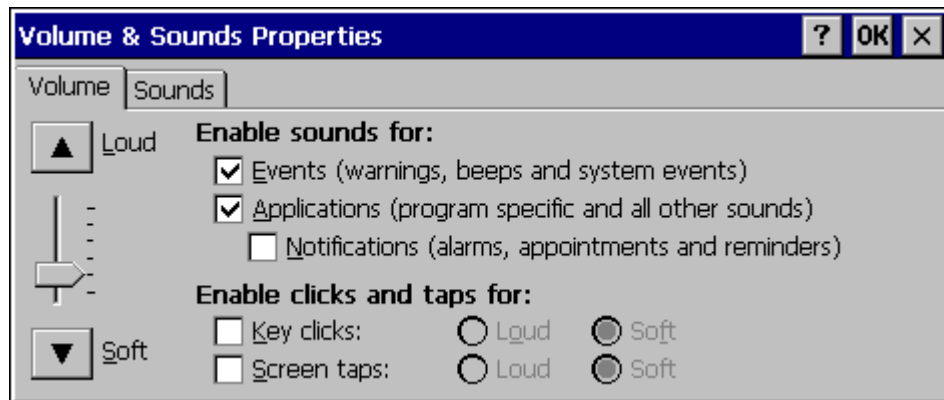 Volume & Sounds Properties ? OK ×
Volume Sounds
Loud
Enable sounds for:
Events (warnings, beeps and system events)
Applications (program specific and all other sounds)
Notifications (alarms, appointments and reminders)
Enable clicks and taps for:
Key clicks: Loud Soft
Soft
Screen taps: Loud Soft